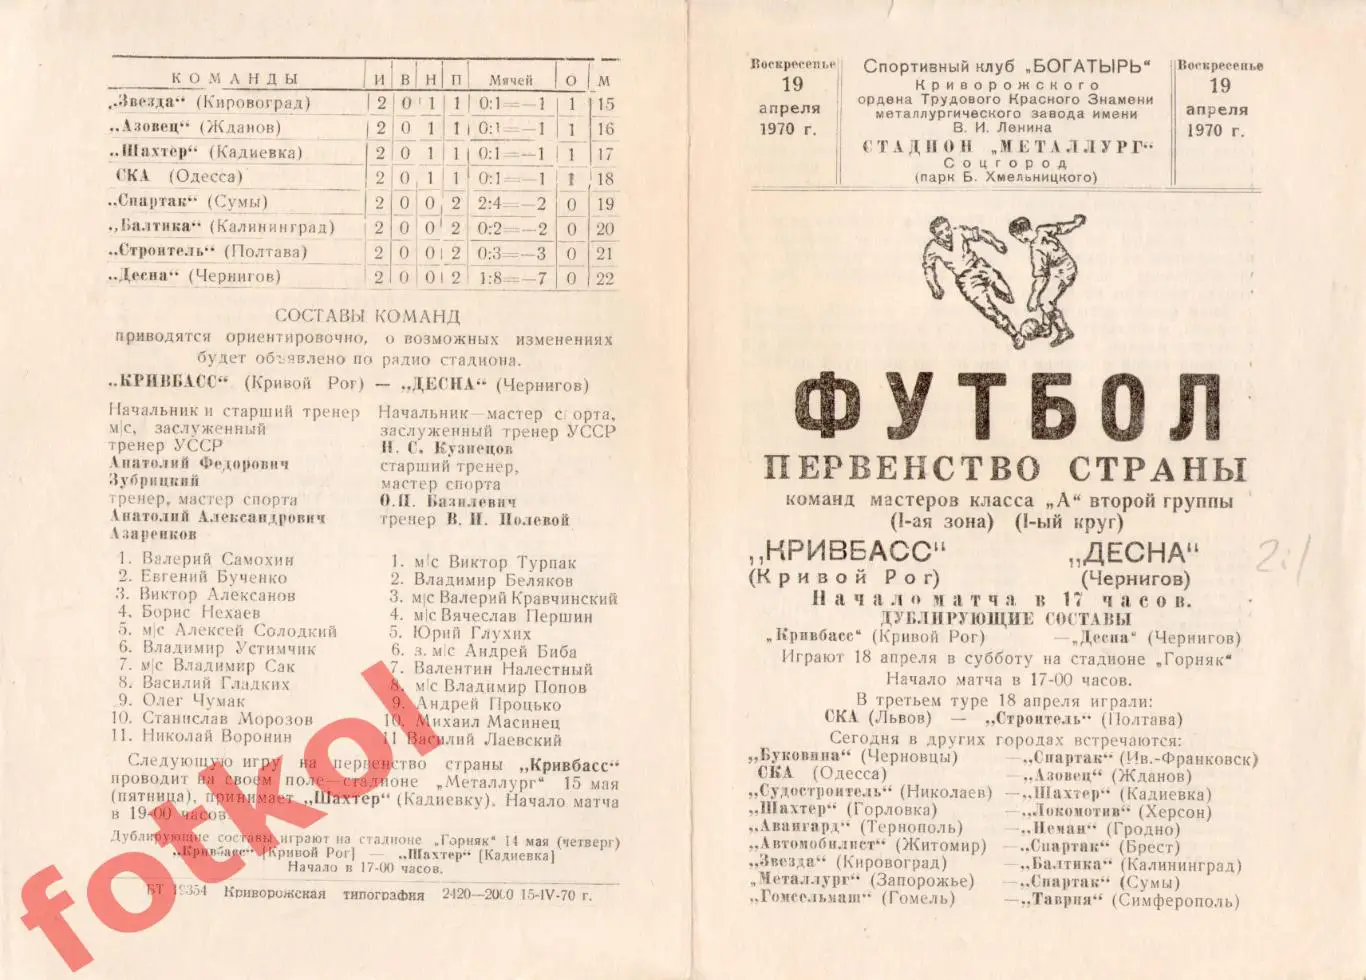 КОМАНДЫ И В Н П Мячей О М
„Звезда“ (Кировоград) 2 0 1 1 0:1=—1 1 15
„Азовец“ (Жданов) 2 0 1 1 0:1=—1 1 16
„Шахтер“ (Кадиевка) 2 0 1 1 0:1=—1 1 17
СКА (Одесса) 2 0 1 1 0:1=—1 1 18
„Спартак“ (Сумы) 2 0 0 2 2:4=—2 0 19
„Балтика“ (Калининград) 2 0 0 2 0:2=—2 0 20
„Строитель“ (Полтава) 2 0 0 2 0:3=—3 0 21
„Десна“ (Чернигов) 2 0 0 2 1:8=—7 0 22
СОСТАВЫ КОМАНД
приводятся ориентировочно, о возможных изменениях
будет объявлено по радио стадиона.
„КРИВБАСС“ (Кривой Рог) — „ДЕСНА“ (Чернигов)
Начальник и старший тренер
м|с, заслуженный
тренер УССР
Анатолий Федорович
Зубрицкий
тренер, мастер спорта
Анатолий Александрович
Азаренков
1. Валерий Самохин
2. Евгений Бученко
3. Виктор Алексанов
4. Борис Нехаев
5. м|с Алексей Солодкий
6. Владимир Устимчик
7. м|с Владимир Сак
8. Василий Гладких
9. Олег Чумак
10. Станислав Морозов
11. Николай Воронин
Начальник—мастер спорта,
заслуженный тренер УССР
Н. С. Кузнецов
старший тренер,
мастер спорта
О.П. Базилевич
тренер В. И. Полевой
1. м|с Виктор Турпак
2. Владимир Беляков
3. м|с Валерий Кравчинский
4. м|с Вячеслав Першин
5. Юрий Глухих
6. з. м|с Андрей Биба
7. Валентин Налестный
8. м|с Владимир Попов
9. Андрей Процько
10. Михаил Масинец
11 Василий Лаевский
Следующую игру на первенство страны „Кривбасс“
проводит на своем поле—стадионе „Металлург“ 15 мая
(пятница), принимает „Шахтер“ (Кадиевку). Начало матча
в 19-00 часов.
Дублирующие составы играют на стадионе „Горняк“ 14 мая (четверг)
„Кривбасс“ [Кривой Рог] — „Шахтер“ [Кадиевка]
Начало в 17-00 часов.
БТ 19354 Криворожская типография 2420—2000 15-IV-70 г.
Воскресенье
19
апреля
1970 г.
Спортивный клуб „БОГАТЫРЬ“
Криворожского
ордена Трудового Красного Знамени
металлургического завода имени
В. И. Ленина
СТАДИОН „МЕТАЛЛУРГ“
Соцгород
(парк Б. Хмельницкого)
Воскресенье
19
апреля
1970 г.
ФУТБОЛ
ПЕРВЕНСТВО СТРАНЫ
команд мастеров класса „А“ второй группы
(I-ая зона) (I-ый круг)
„КРИВБАСС“ „ДЕСНА“ 2:1
(Кривой Рог) (Чернигов)
Начало матча в 17 часов.
ДУБЛИРУЮЩИЕ СОСТАВЫ
„Кривбасс“ (Кривой Рог) —„Десна“ (Чернигов)
Играют 18 апреля в субботу на стадионе „Горняк“
Начало матча в 17-00 часов.
В третьем туре 18 апреля играли:
СКА (Львов) — „Строитель“ (Полтава)
Сегодня в других городах встречаются:
„Буковина“ (Черновцы) —„Спартак“ (Ив.-Франковск)
СКА (Одесса) —„Азовец“ (Жданов)
„Судостроитель“ (Николаев) —„Шахтер“ (Кадиевка)
„Шахтер“ (Горловка) —„Локомотив“ (Херсон)
„Авангард“ (Тернополь) —„Неман“ (Гродно)
„Автомобилист“ (Житомир) —„Спартак“ (Брест)
„Звезда“ (Кировоград) —„Балтика“ (Калининград)
„Металлург“ (Запорожье) —„Спартак“ (Сумы)
„Гомсельмаш“ (Гомель) —„Таврия“ (Симферополь)
fotkol